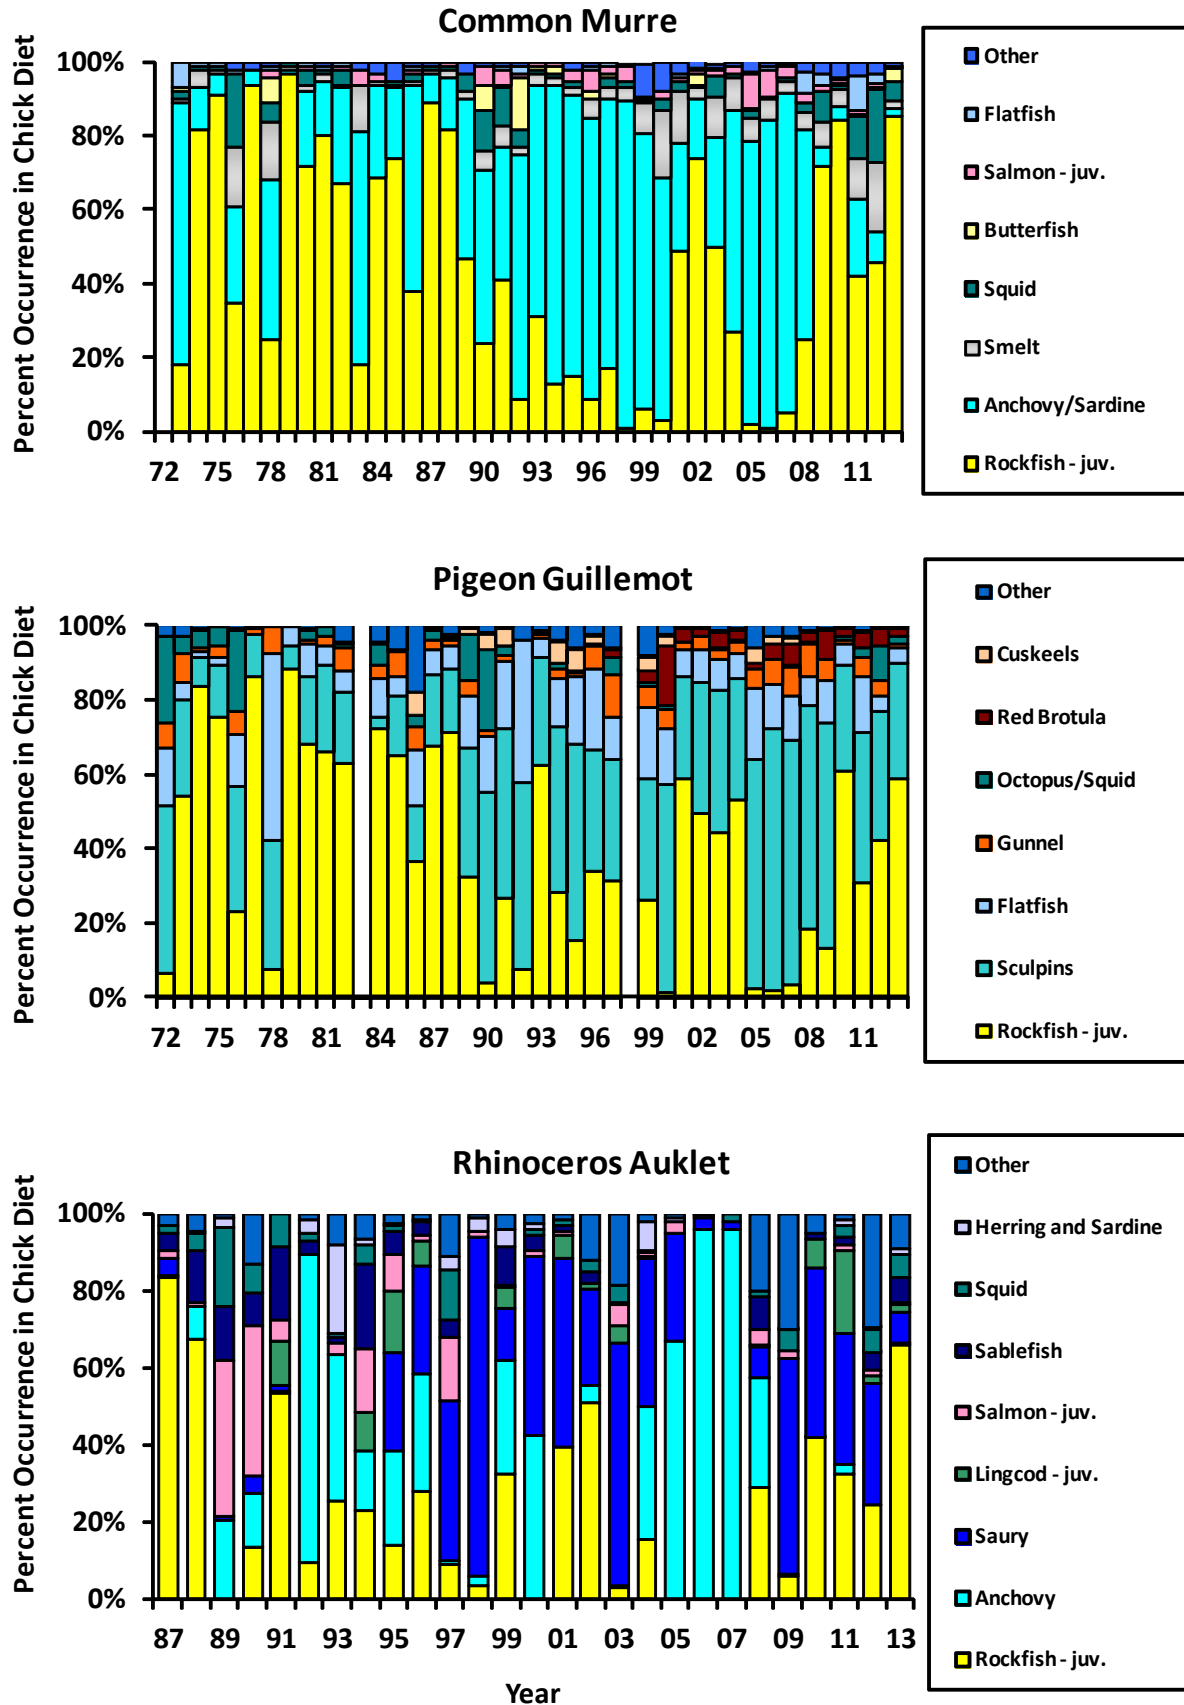 Common Murre
Percent Occurrence in Chick Diet
100%
80%
60%
40%
20%
0%
72 75 78 81 84 87 90 93 96 99 02 05 08 11
Other
Flatfish
Salmon - juv.
Butterfish
Squid
Smelt
Anchovy/Sardine
Rockfish - juv.
Pigeon Guillemot
Percent Occurrence in Chick Diet
100%
80%
60%
40%
20%
0%
72 75 78 81 84 87 90 93 96 99 02 05 08 11
Other
Cuskeels
Red Brotula
Octopus/Squid
Gunnel
Flatfish
Sculpins
Rockfish - juv.
Rhinoceros Auklet
Percent Occurrence in Chick Diet
100%
80%
60%
40%
20%
0%
87 89 91 93 95 97 99 01 03 05 07 09 11 13
Year
Other
Herring and Sardine
Squid
Sablefish
Salmon - juv.
Lingcod - juv.
Saury
Anchovy
Rockfish - juv.